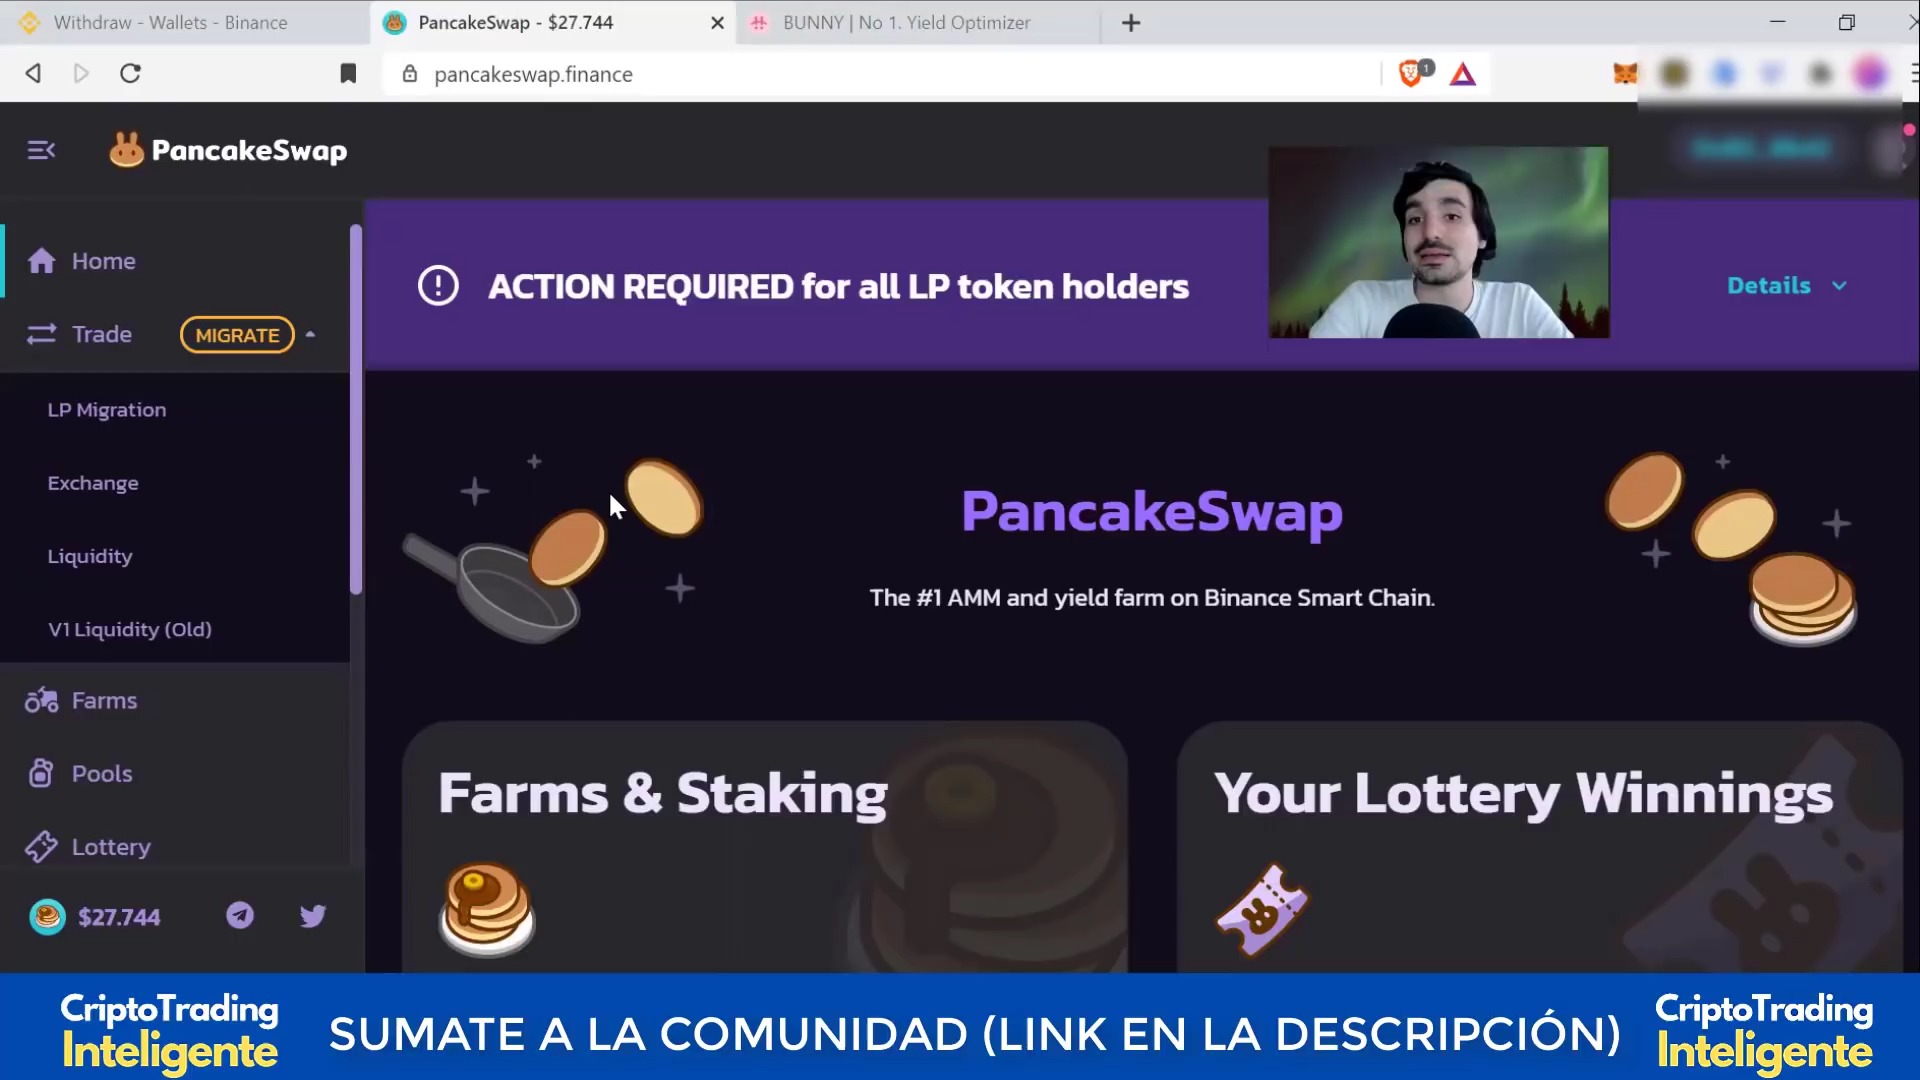 Withdraw - Wallets - Binance
PancakeSwap - $27.744
BUNNY | No 1. Yield Optimizer
pancakeswap.finance
1
PancakeSwap
Home
Trade
MIGRATE
LP Migration
Exchange
Liquidity
V1 Liquidity (Old)
Farms
Pools
Lottery
$27.744
ACTION REQUIRED for all LP token holders
Details
PancakeSwap
The #1 AMM and yield farm on Binance Smart Chain.
Farms & Staking
Your Lottery Winnings
CriptoTrading
Inteligente
SUMATE A LA COMUNIDAD (LINK EN LA DESCRIPCIÓN)
CriptoTrading
Inteligente